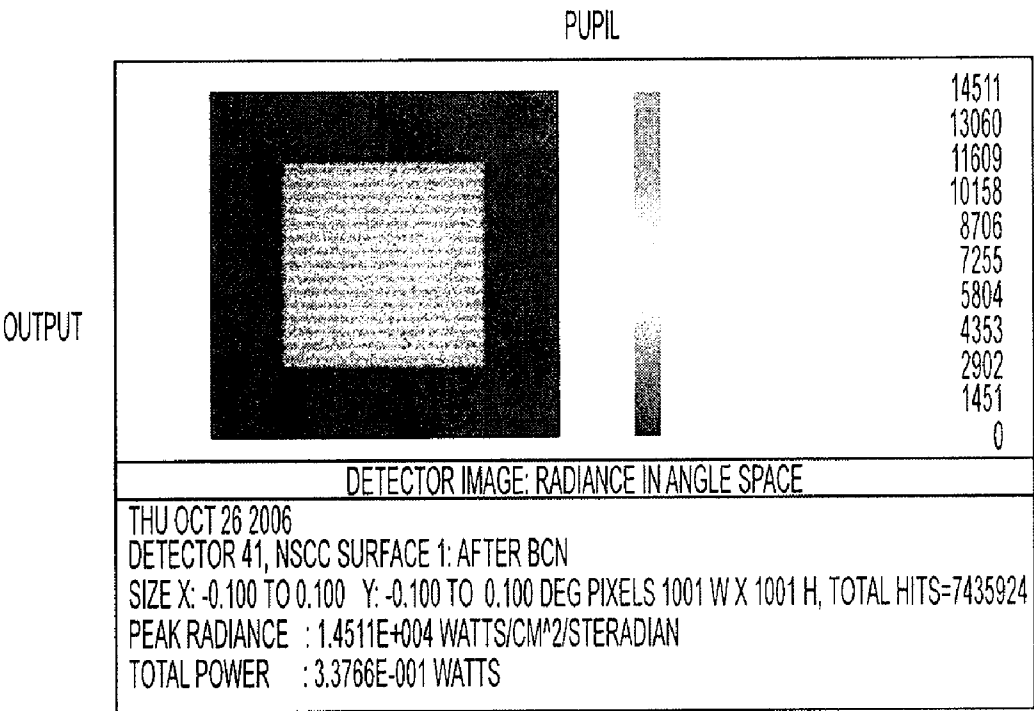 PUPIL
OUTPUT
14511
13060
11609
10158
8706
7255
5804
4353
2902
1451
0
DETECTOR IMAGE: RADIANCE IN ANGLE SPACE
THU OCT 26 2006
DETECTOR 41, NSCC SURFACE 1: AFTER BCN
SIZE X: -0.100 TO 0.100 Y: -0.100 TO 0.100 DEG PIXELS 1001 W X 1001 H, TOTAL HITS=7435924
PEAK RADIANCE : 1.4511E+004 WATTS/CM^2/STERADIAN
TOTAL POWER : 3.3766E-001 WATTS